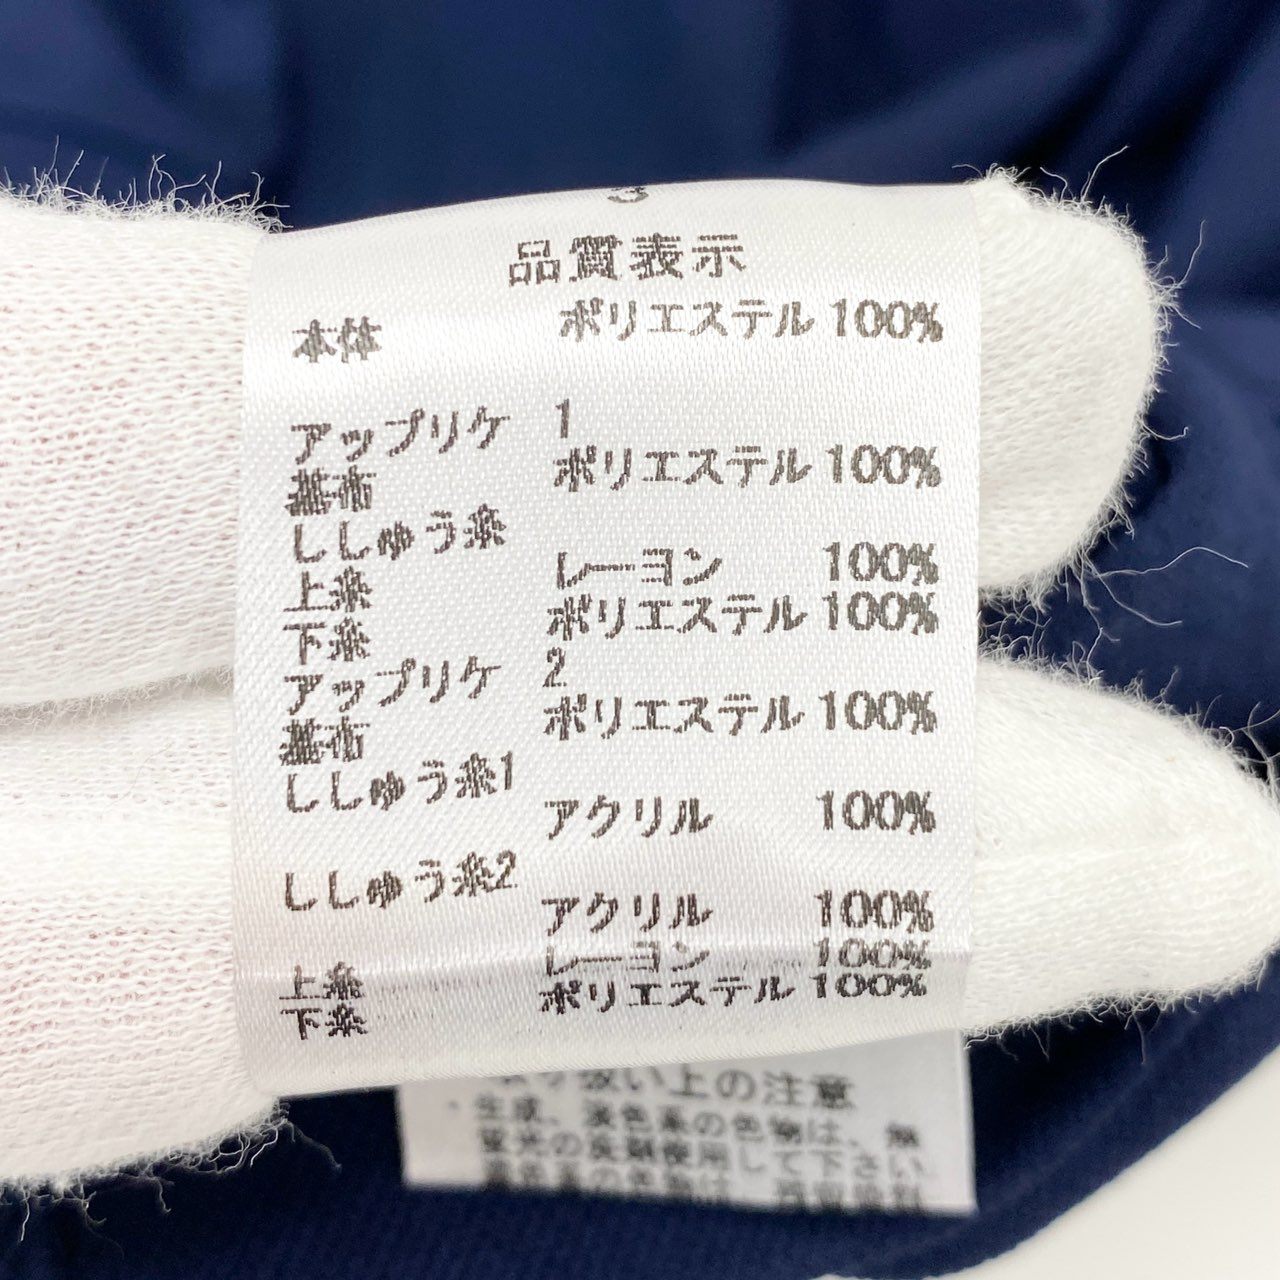 3
品質表示
本体 ポリエステル 100%
アップリケ 1
基布 ポリエステル 100%
ししゅう糸
上糸 レーヨン 100%
下糸 ポリエステル 100%
アップリケ 2
基布 ポリエステル 100%
ししゅう糸1
アクリル 100%
ししゅう糸2
アクリル 100%
上糸 レーヨン 100%
下糸 ポリエステル 100%
り扱い上の注意
・生成、淡色系の色物は、無
蛍光の洗剤使用して下さい